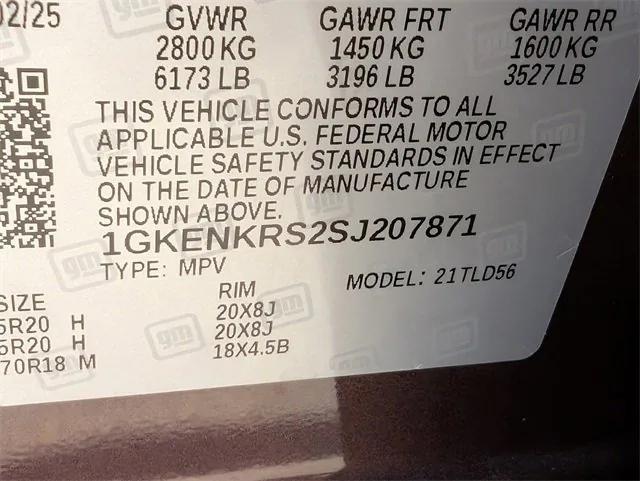 02/25 GVWR GAWR FRT GAWR RR
2800 KG 1450 KG 1600 KG
6173 LB 3196 LB 3527 LB
THIS VEHICLE CONFORMS TO ALL
APPLICABLE U.S. FEDERAL MOTOR
VEHICLE SAFETY STANDARDS IN EFFECT
ON THE DATE OF MANUFACTURE
SHOWN ABOVE.
1GKENKRS2SJ207871
TYPE: MPV MODEL: 21TLD56
SIZE RIM
5R20 H 20X8J
5R20 H 20X8J
70R18 M 18X4.5B
gm